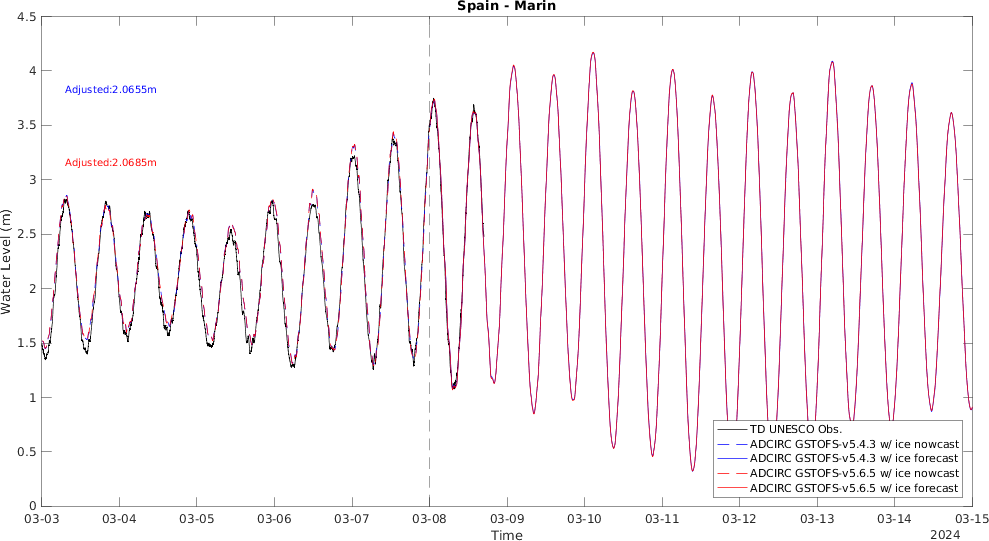 Spain - Marin
4.5
4
3.5
3
2.5
2
1.5
1
0.5
0
Water Level (m)
Adjusted:2.0655m
Adjusted:2.0685m
TD UNESCO Obs.
ADCIRC GSTOFS-v5.4.3 w/ ice nowcast
ADCIRC GSTOFS-v5.4.3 w/ ice forecast
ADCIRC GSTOFS-v5.6.5 w/ ice nowcast
ADCIRC GSTOFS-v5.6.5 w/ ice forecast
03-03 03-04 03-05 03-06 03-07 03-08 03-09 03-10 03-11 03-12 03-13 03-14 03-15
Time
2024